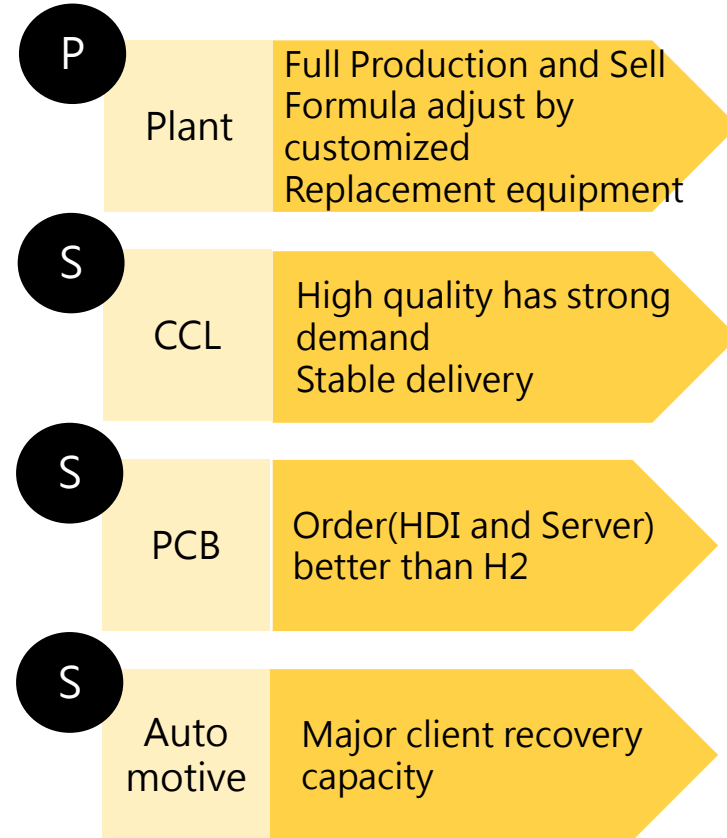 P
Plant
Full Production and Sell
Formula adjust by
customized
Replacement equipment
S
CCL
High quality has strong
demand
Stable delivery
S
PCB
Order(HDI and Server)
better than H2
S
Auto
motive
Major client recovery
capacity